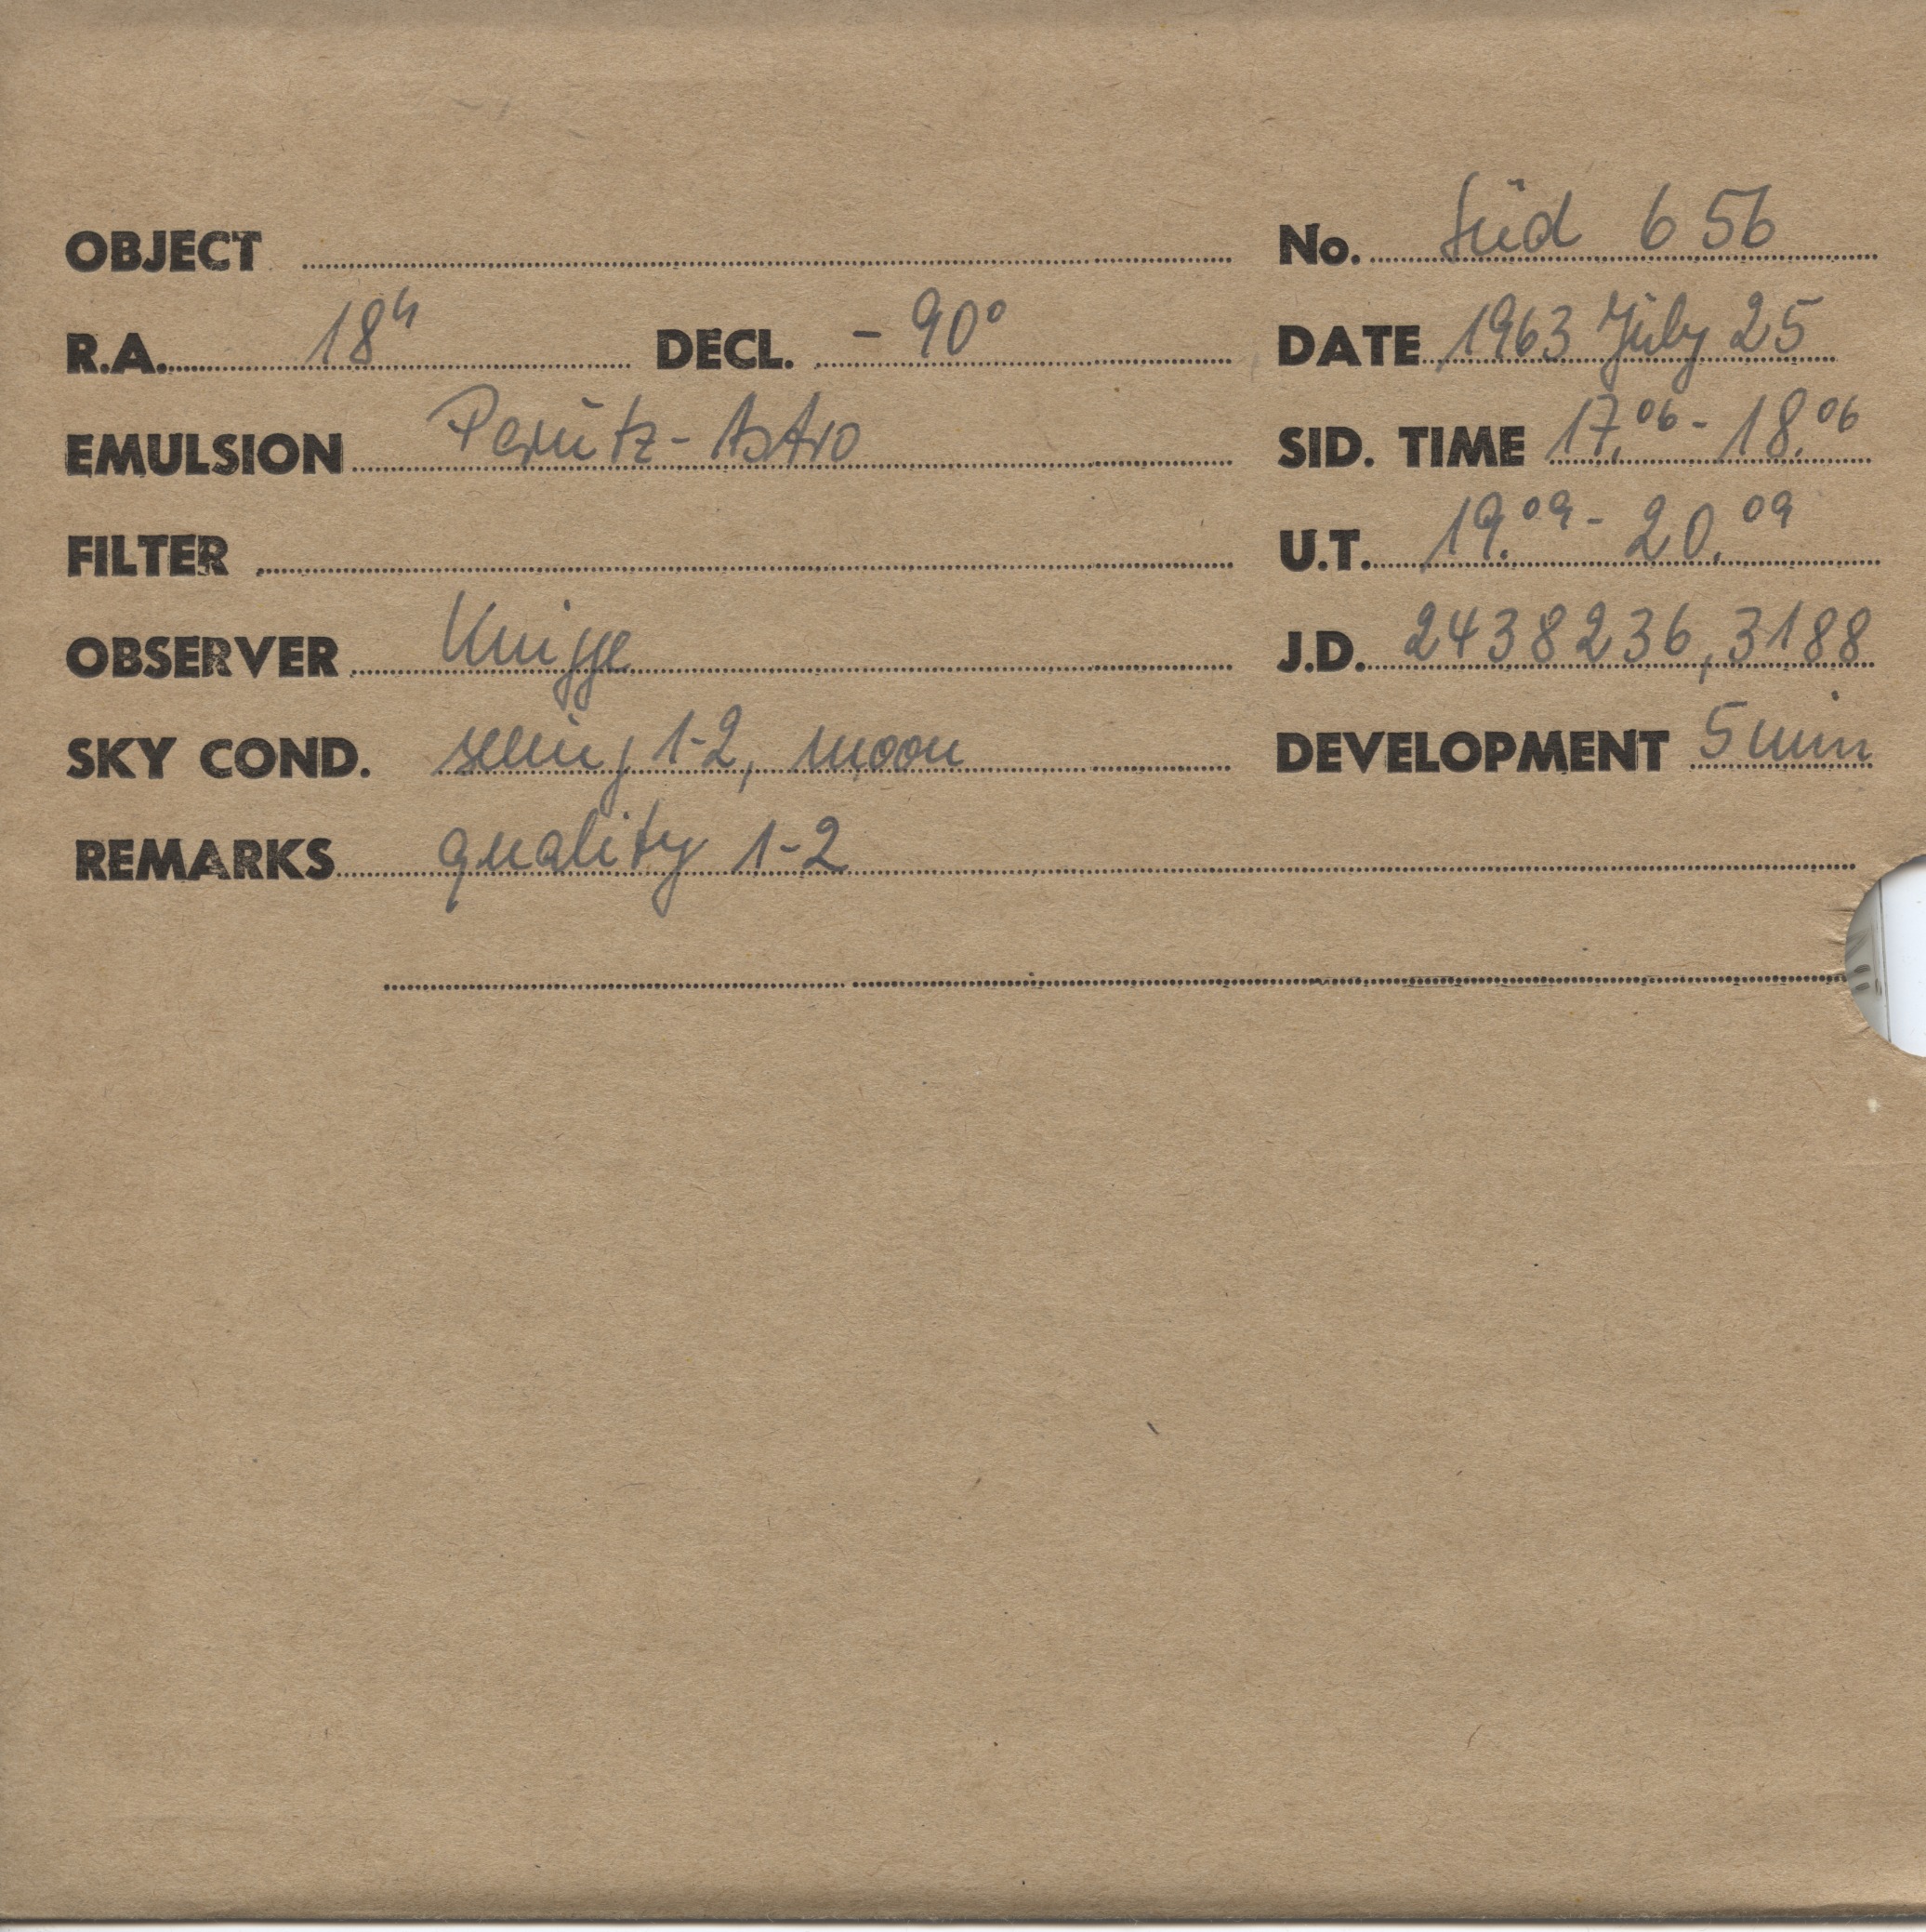 OBJECT No. Süd 656
R.A. 18h DECL. -90° DATE 1963 July 25
EMULSION Perutz-Astro SID. TIME 17.06 - 18.06
FILTER U.T. 19.09 - 20.09
OBSERVER Knigge J.D. 2438236,3188
SKY COND. seeing 1-2, moon DEVELOPMENT 5 min
REMARKS quality 1-2